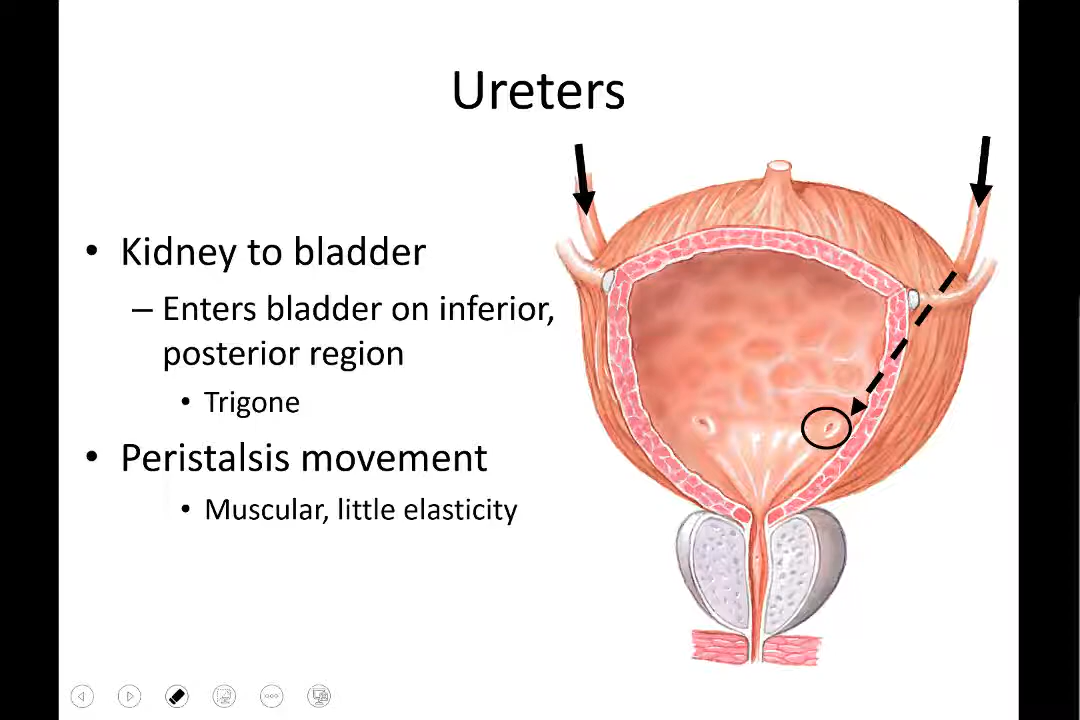 Ureters
• Kidney to bladder
– Enters bladder on inferior,
posterior region
• Trigone
• Peristalsis movement
• Muscular, little elasticity